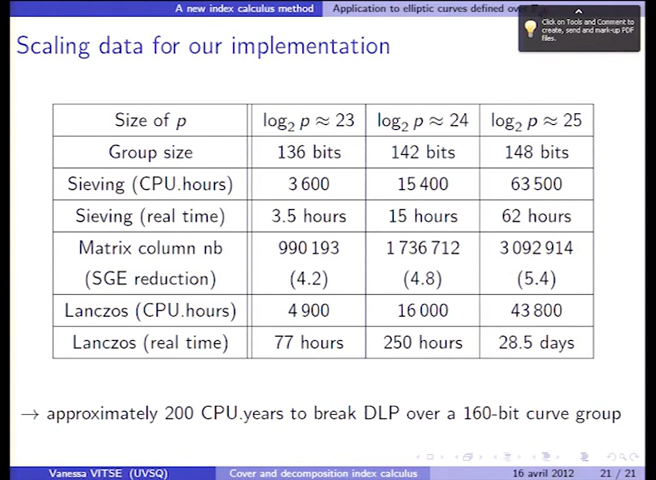 A new index calculus method Application to elliptic curves defined over
Click on Tools and Comment to
create, send and mark-up PDF
files.
Scaling data for our implementation
Size of p log₂ p ≈ 23 log₂ p ≈ 24 log₂ p ≈ 25
Group size 136 bits 142 bits 148 bits
Sieving (CPU.hours) 3 600 15 400 63 500
Sieving (real time) 3.5 hours 15 hours 62 hours
Matrix column nb 990 193 1 736 712 3 092 914
(SGE reduction) (4.2) (4.8) (5.4)
Lanczos (CPU.hours) 4 900 16 000 43 800
Lanczos (real time) 77 hours 250 hours 28.5 days
→ approximately 200 CPU.years to break DLP over a 160-bit curve group
Vanessa VITSE (UVSQ) Cover and decomposition index calculus 16 avril 2012 21 / 21